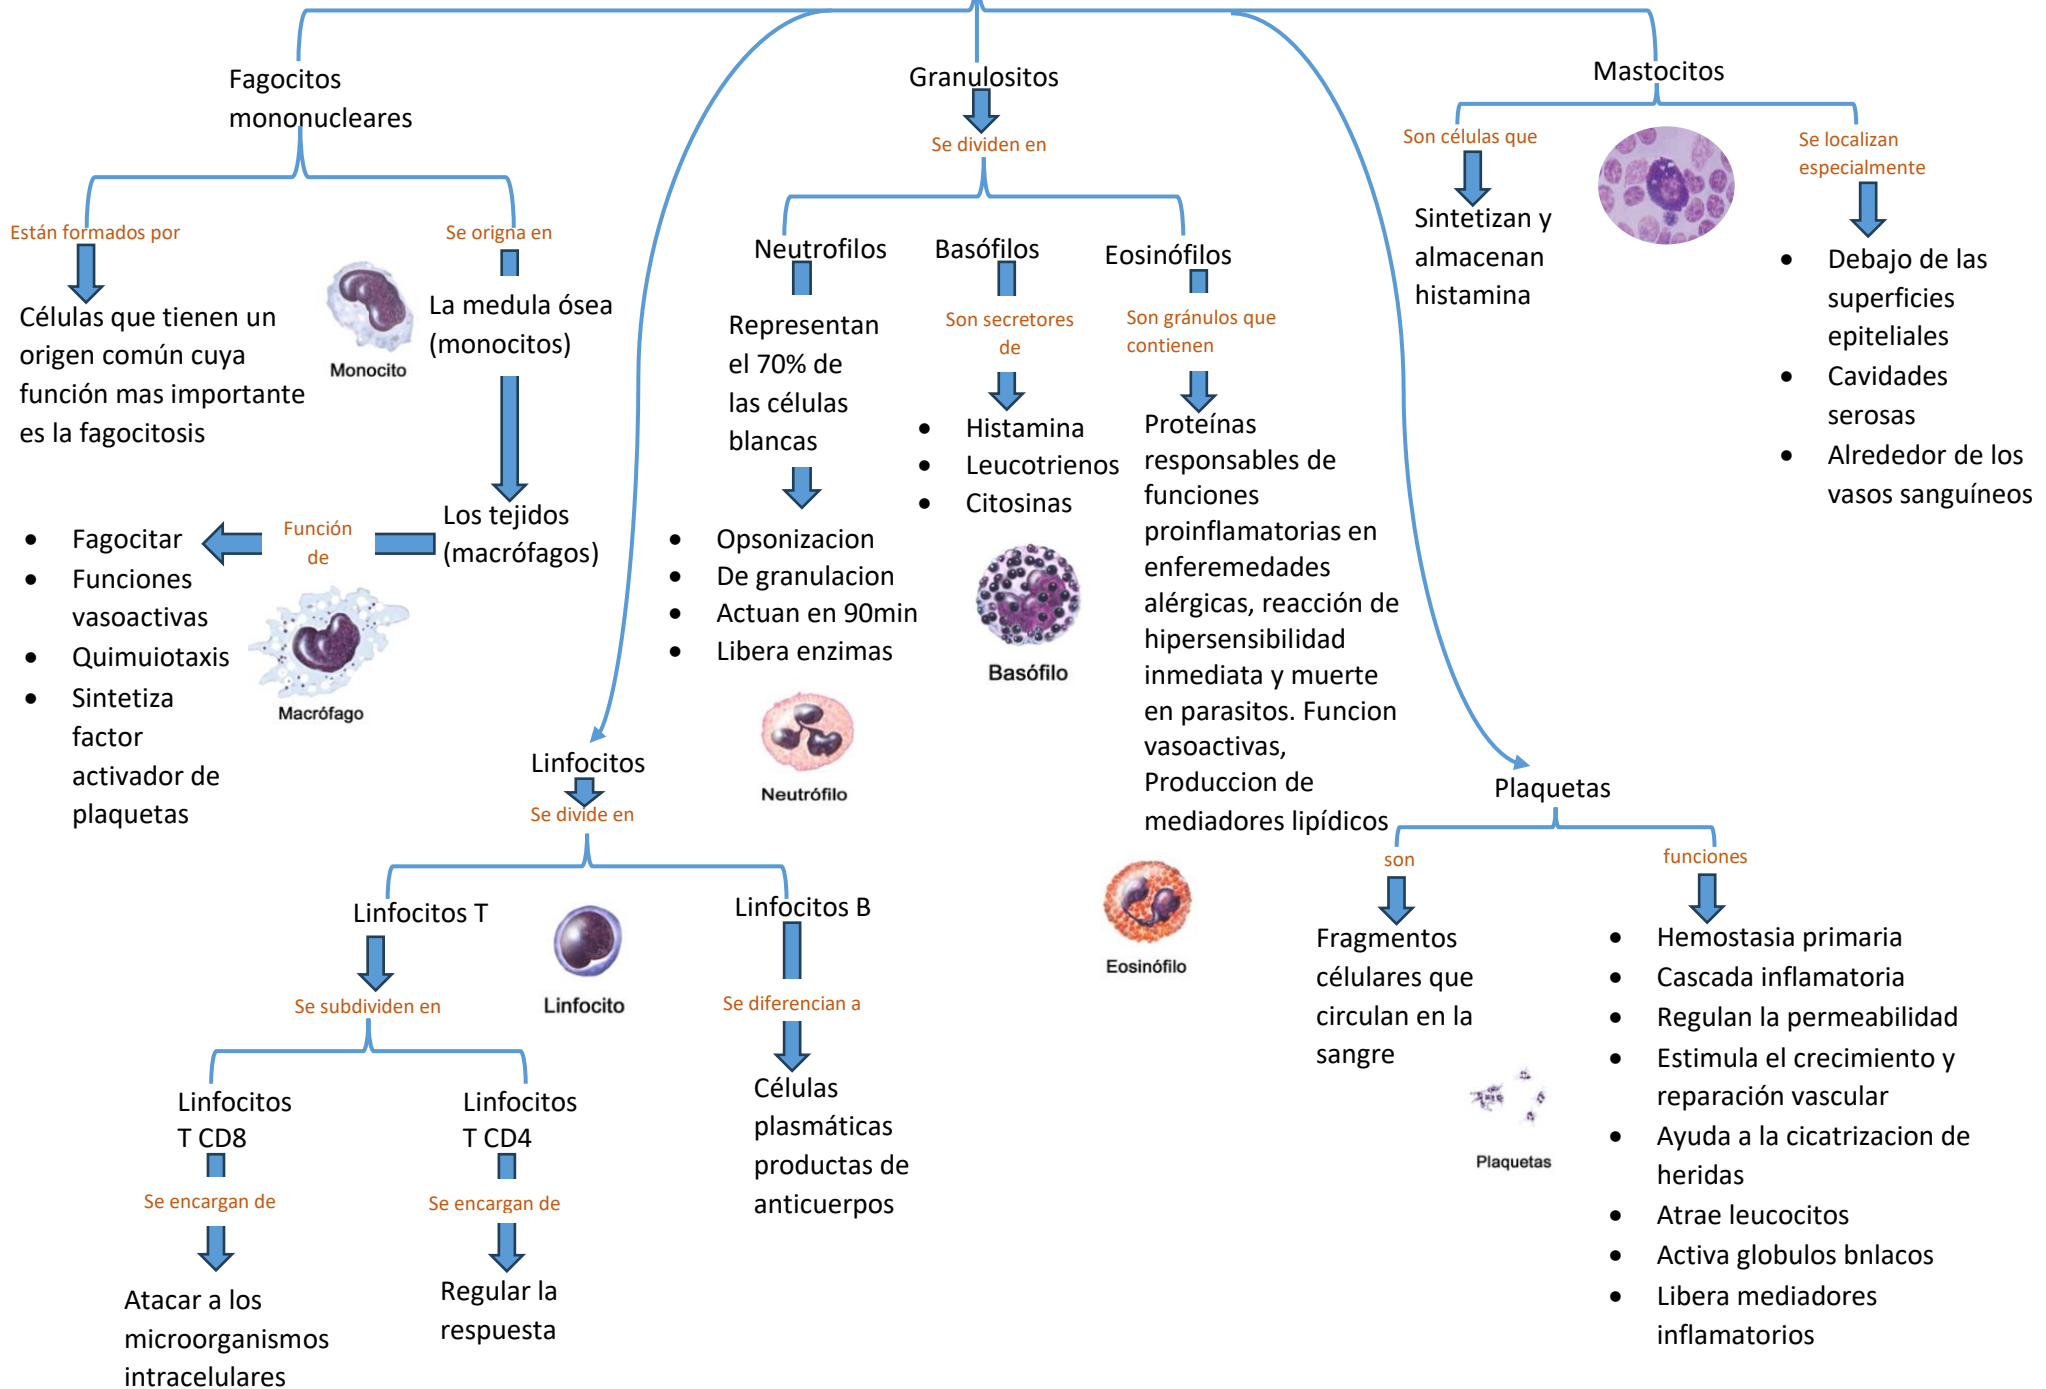 Fagocitos
mononucleares
Están formados por
Células que tienen un
origen común cuya
función mas importante
es la fagocitosis
Se origna en
La medula ósea
(monocitos)
Monocito
Los tejidos
(macrófagos)
Función
de
• Fagocitar
• Funciones
vasoactivas
• Quimuiotaxis
• Sintetiza
factor
activador de
plaquetas
Macrófago
Linfocitos
Se divide en
Linfocitos T
Linfocito
Se subdividen en
Linfocitos
T CD8
Se encargan de
Atacar a los
microorganismos
intracelulares
Linfocitos
T CD4
Se encargan de
Regular la
respuesta
Linfocitos B
Se diferencian a
Células
plasmáticas
productas de
anticuerpos
Granulositos
Se dividen en
Neutrofilos
Representan
el 70% de
las células
blancas
• Opsonizacion
• De granulacion
• Actuan en 90min
• Libera enzimas
Neutrófilo
Basófilos
Son secretores
de
• Histamina
• Leucotrienos
• Citosinas
Basófilo
Eosinófilos
Son gránulos que
contienen
Proteínas
responsables de
funciones
proinflamatorias en
enferemedades
alérgicas, reacción de
hipersensibilidad
inmediata y muerte
en parasitos. Funcion
vasoactivas,
Produccion de
mediadores lipídicos
Eosinófilo
Plaquetas
son
Fragmentos
célulares que
circulan en la
sangre
Plaquetas
funciones
• Hemostasia primaria
• Cascada inflamatoria
• Regulan la permeabilidad
• Estimula el crecimiento y
reparación vascular
• Ayuda a la cicatrizacion de
heridas
• Atrae leucocitos
• Activa globulos bnlacos
• Libera mediadores
inflamatorios
Mastocitos
Son células que
Sintetizan y
almacenan
histamina
Se localizan
especialmente
• Debajo de las
superficies
epiteliales
• Cavidades
serosas
• Alrededor de los
vasos sanguíneos